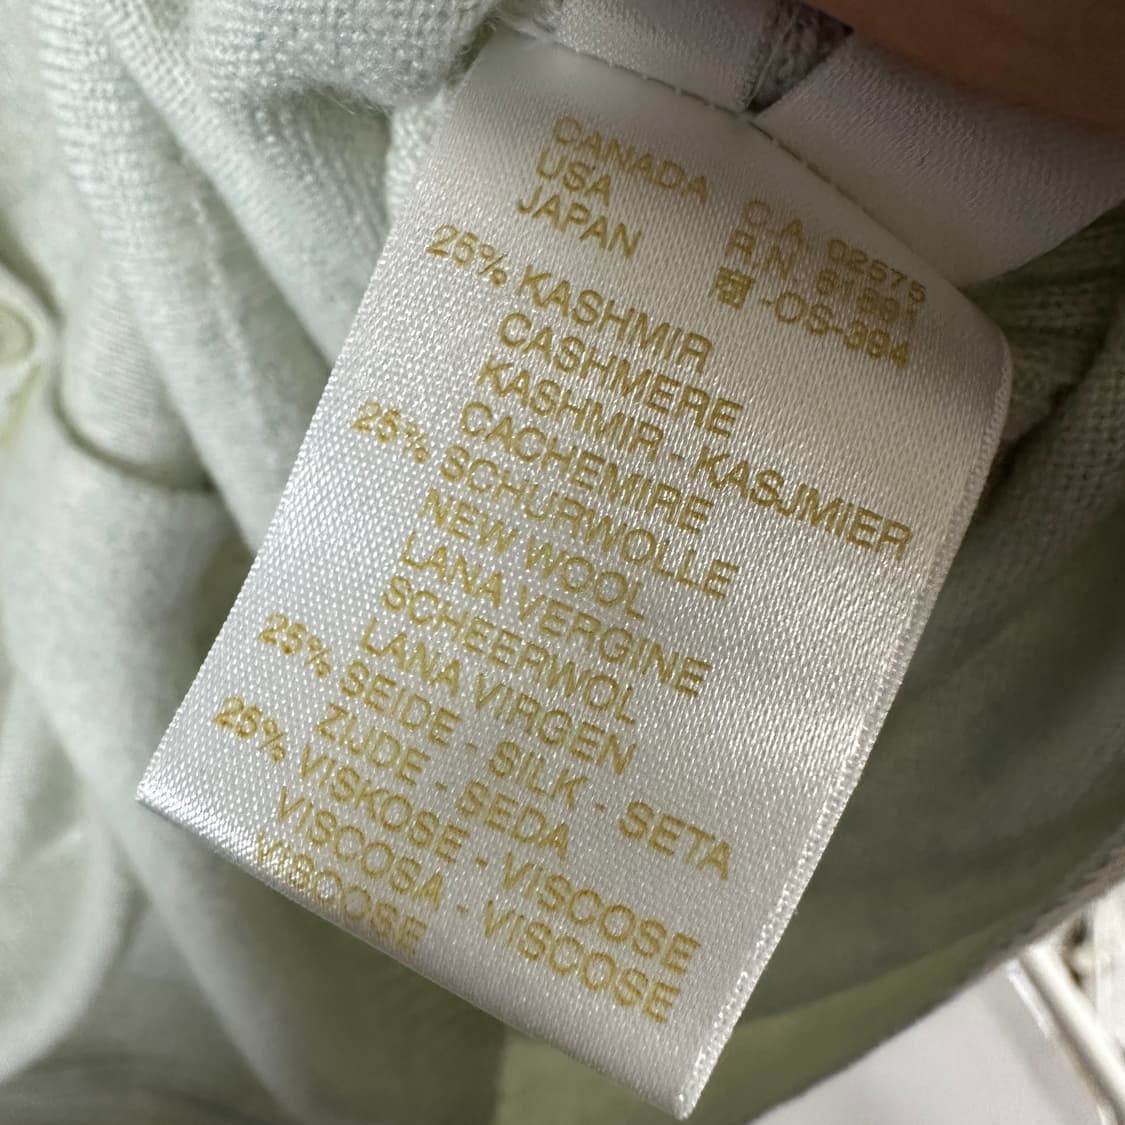 CANADA C.A. 02575
USA R.N. 61591
JAPAN -OS-394
25% KASHMIR
CASHMERE
KASHMIR - KASJMIER
CACHEMIRE
25% SCHURWOLLE
NEW WOOL
LANA VERGINE
SCHEERWOL
LANA VIRGEN
25% SEIDE - SILK - SETA
ZIJDE - SEDA
25% VISKOSE - VISCOSE
VISCOSA - VISCOSE
VISCOSE